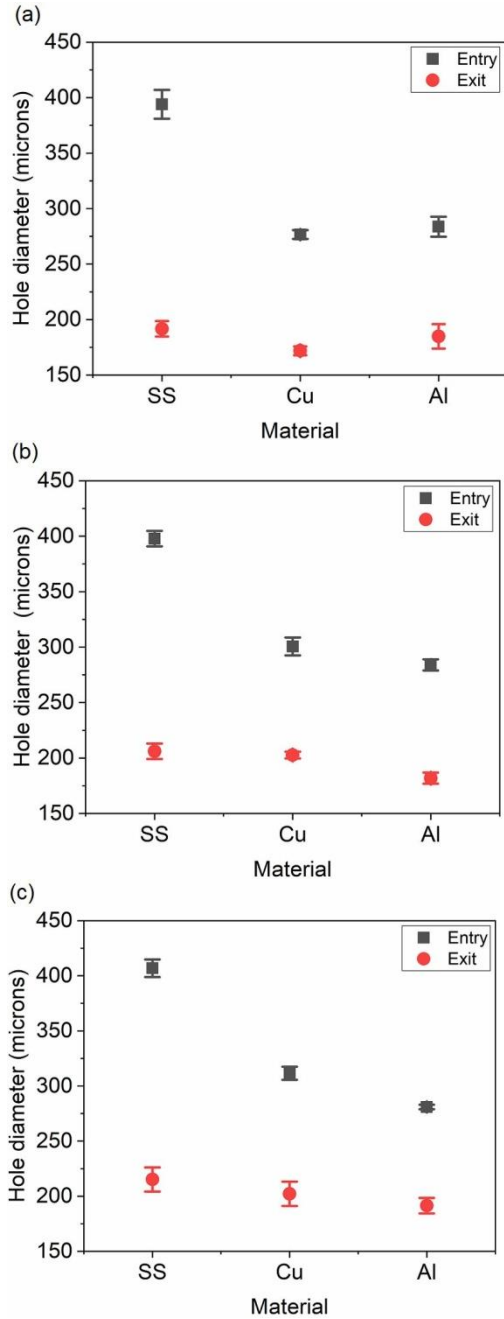 (a)
450
400
350
300
250
200
150
Hole diameter (microns)
Entry
Exit
SS Cu Al
Material
(b)
450
400
350
300
250
200
150
Hole diameter (microns)
Entry
Exit
SS Cu Al
Material
(c)
450
400
350
300
250
200
150
Hole diameter (microns)
Entry
Exit
SS Cu Al
Material